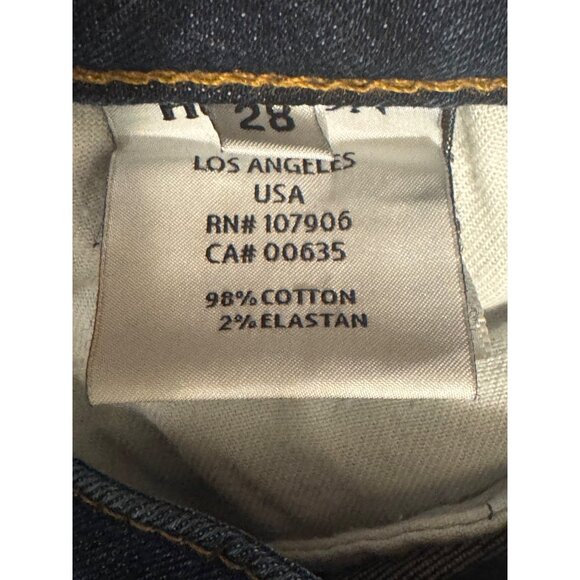 28
LOS ANGELES
USA
RN# 107906
CA# 00635
98% COTTON
2% ELASTAN